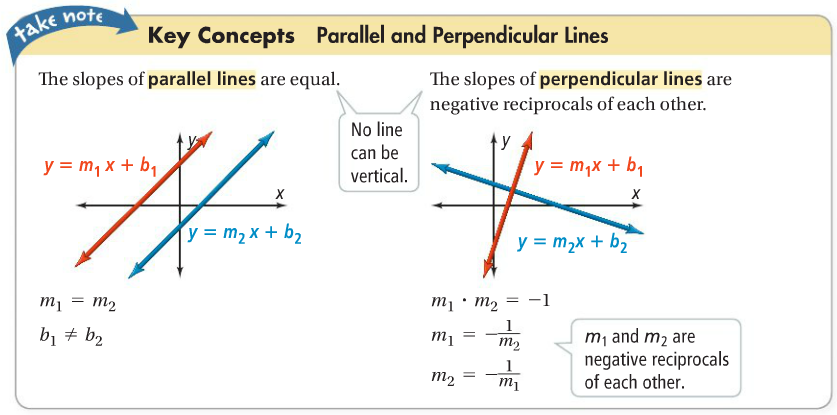 take note
Key Concepts Parallel and Perpendicular Lines
The slopes of parallel lines are equal.
No line
can be
vertical.
y
y = m₁ x + b₁
x
y = m₂ x + b₂
m₁ = m₂
b₁ ≠ b₂
The slopes of perpendicular lines are
negative reciprocals of each other.
y
y = m₁x + b₁
x
y = m₂x + b₂
m₁ · m₂ = −1
m₁ = −1/m₂
m₂ = −1/m₁
m₁ and m₂ are
negative reciprocals
of each other.